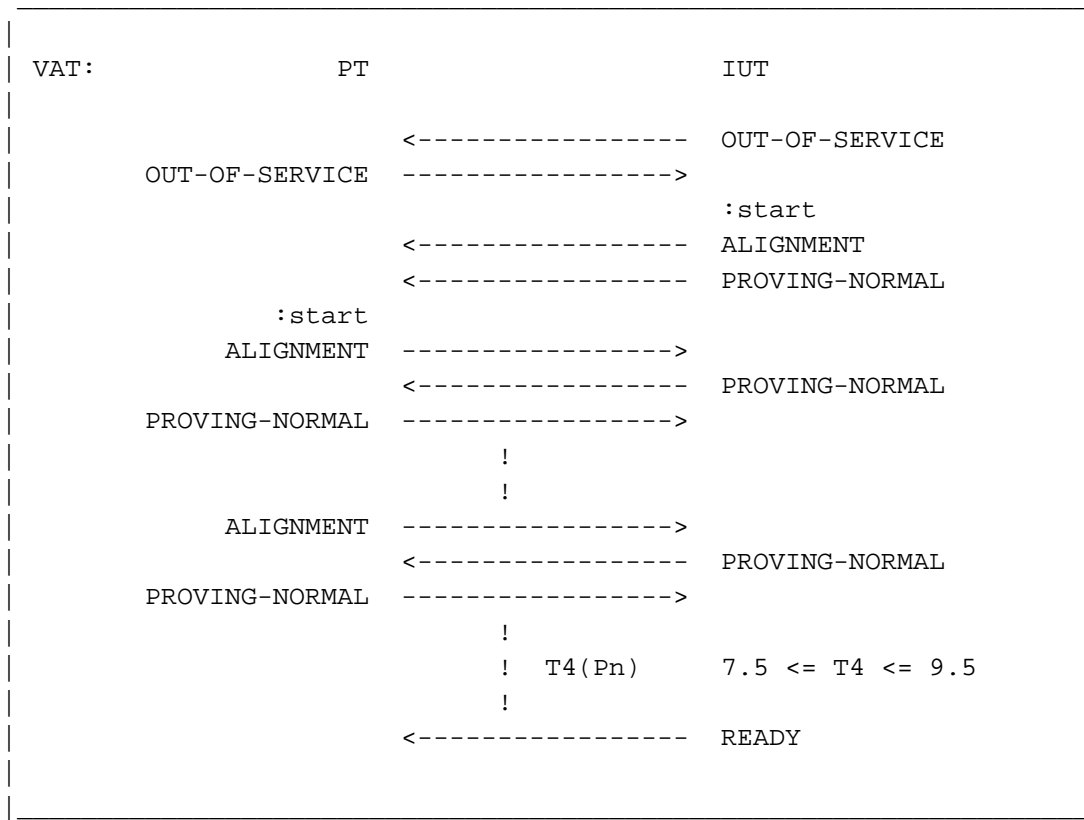 VAT: PT IUT
<----------------- OUT-OF-SERVICE
OUT-OF-SERVICE ----------------->
:start
<----------------- ALIGNMENT
<----------------- PROVING-NORMAL
:start
ALIGNMENT ----------------->
<----------------- PROVING-NORMAL
PROVING-NORMAL ----------------->
!
!
ALIGNMENT ----------------->
<----------------- PROVING-NORMAL
PROVING-NORMAL ----------------->
!
! T4(Pn) 7.5 <= T4 <= 9.5
!
<----------------- READY